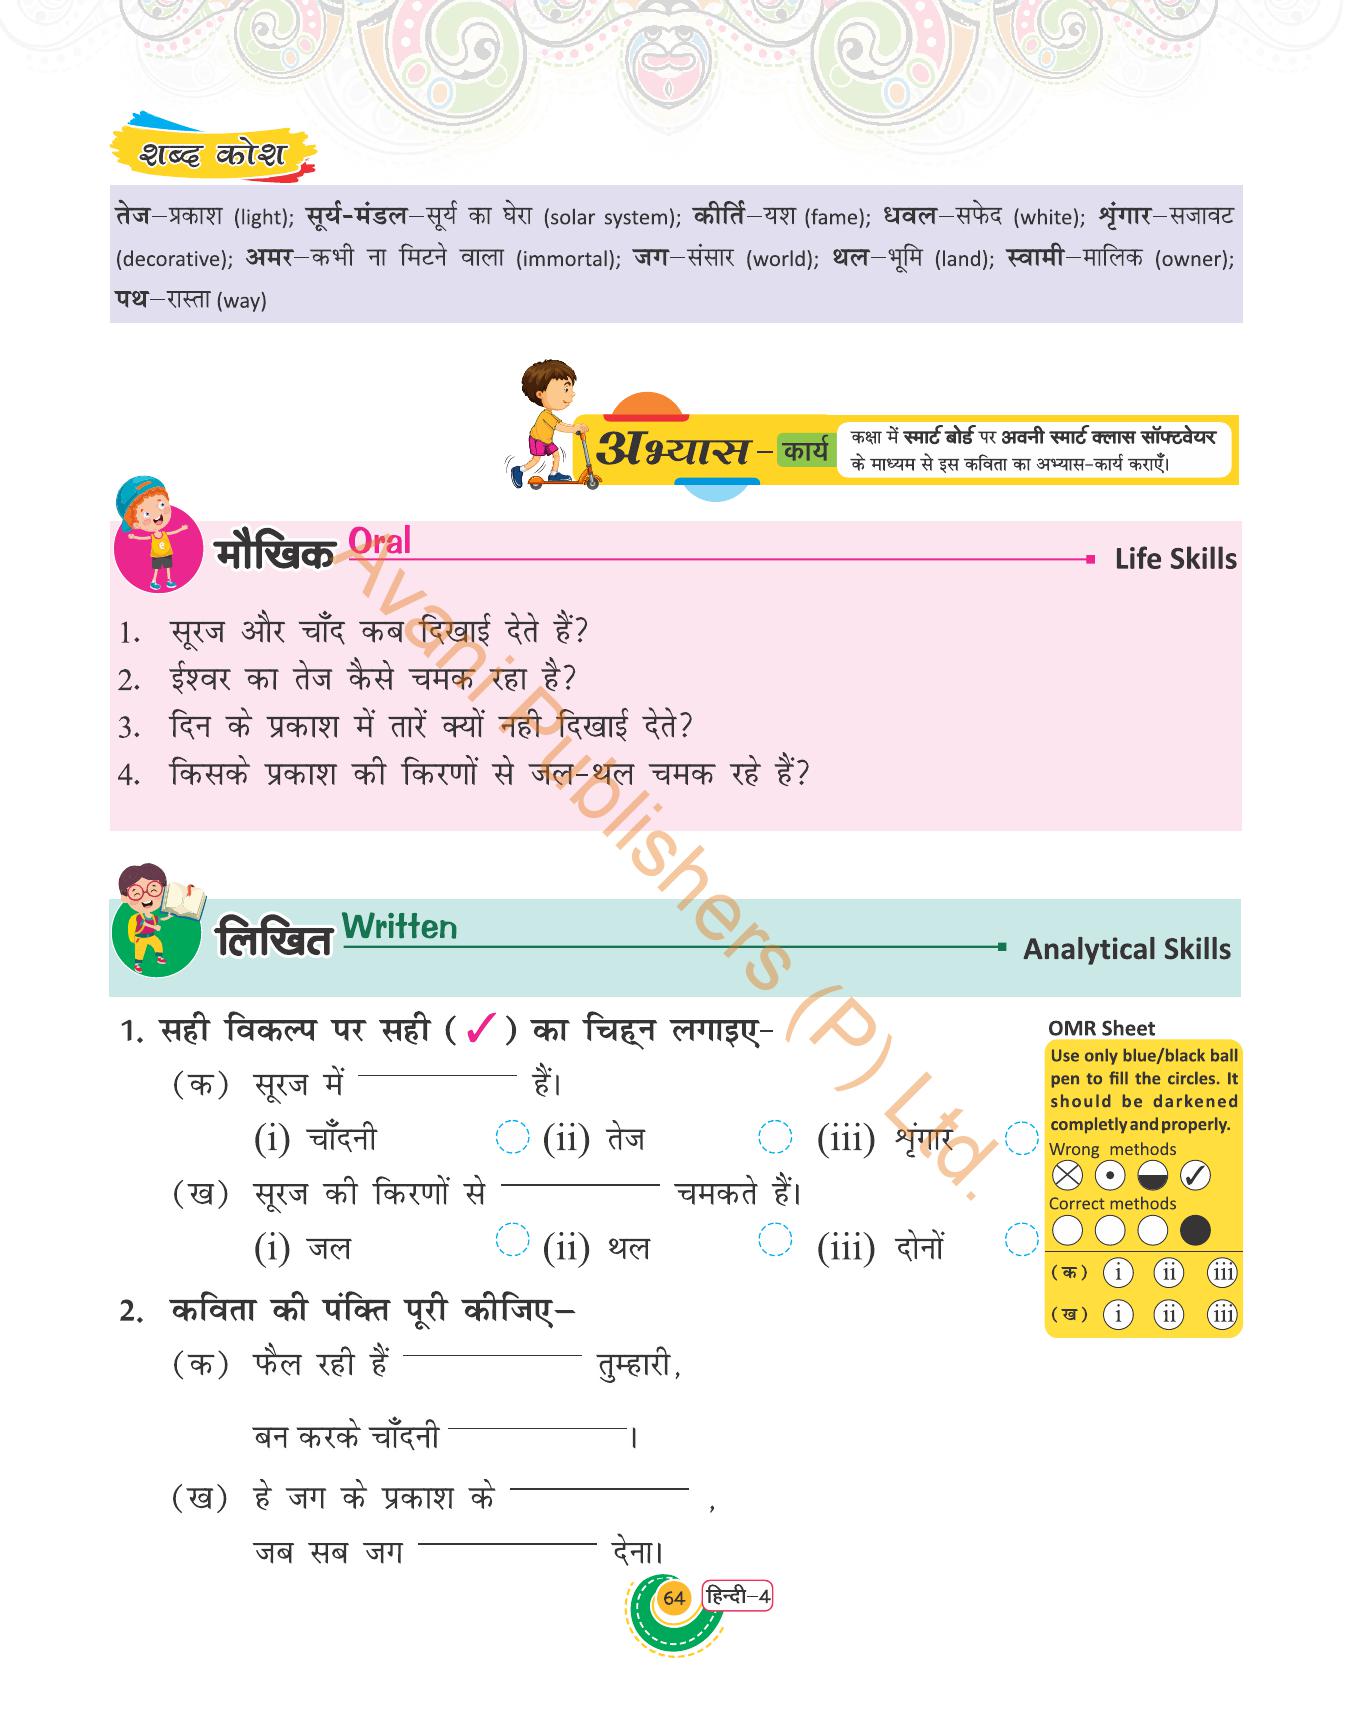 शब्द कोश
तेज–प्रकाश (light); सूर्य-मंडल–सूर्य का घेरा (solar system); कीर्ति–यश (fame); धवल–सफेद (white); शृंगार–सजावट
(decorative); अमर–कभी ना मिटने वाला (immortal); जग–संसार (world); थल–भूमि (land); स्वामी–मालिक (owner);
पथ–रास्ता (way)
अभ्यास – कार्य
कक्षा में स्मार्ट बोर्ड पर अवनी स्मार्ट क्लास सॉफ्टवेयर
के माध्यम से इस कविता का अभ्यास-कार्य कराएँ।
मौखिक Oral Life Skills
1. सूरज और चाँद कब दिखाई देते हैं?
2. ईश्वर का तेज कैसे चमक रहा है?
3. दिन के प्रकाश में तारें क्यों नही दिखाई देते?
4. किसके प्रकाश की किरणों से जल-थल चमक रहे हैं?
लिखित Written Analytical Skills
1. सही विकल्प पर सही (✓) का चिह्न लगाइए–
(क) सूरज में __________ हैं।
(i) चाँदनी (ii) तेज (iii) शृंगार
(ख) सूरज की किरणों से __________ चमकते हैं।
(i) जल (ii) थल (iii) दोनों
2. कविता की पंक्ति पूरी कीजिए–
(क) फैल रही हैं __________ तुम्हारी,
बन करके चाँदनी __________।
(ख) हे जग के प्रकाश के __________ ,
जब सब जग __________ देना।
OMR Sheet
Use only blue/black ball
pen to fill the circles. It
should be darkened
completly and properly.
Wrong methods
Correct methods
(क) i ii iii
(ख) i ii iii
64 हिन्दी–4
Avani Publishers (P) Ltd.